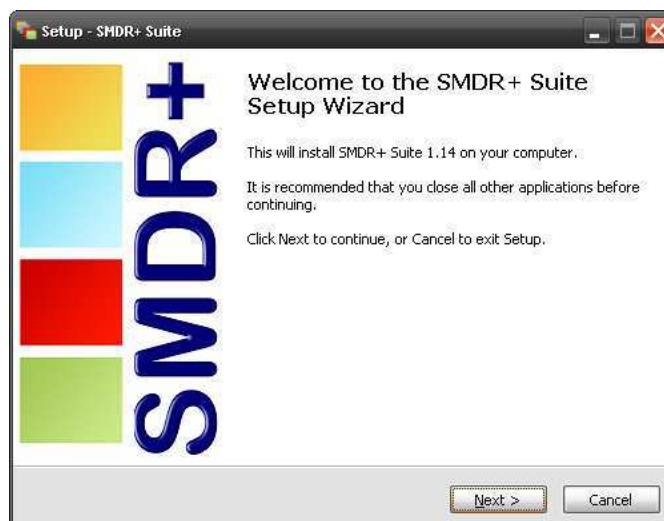 Setup - SMDR+ Suite
SMDR+
Welcome to the SMDR+ Suite
Setup Wizard
This will install SMDR+ Suite 1.14 on your computer.
It is recommended that you close all other applications before
continuing.
Click Next to continue, or Cancel to exit Setup.
Next >
Cancel